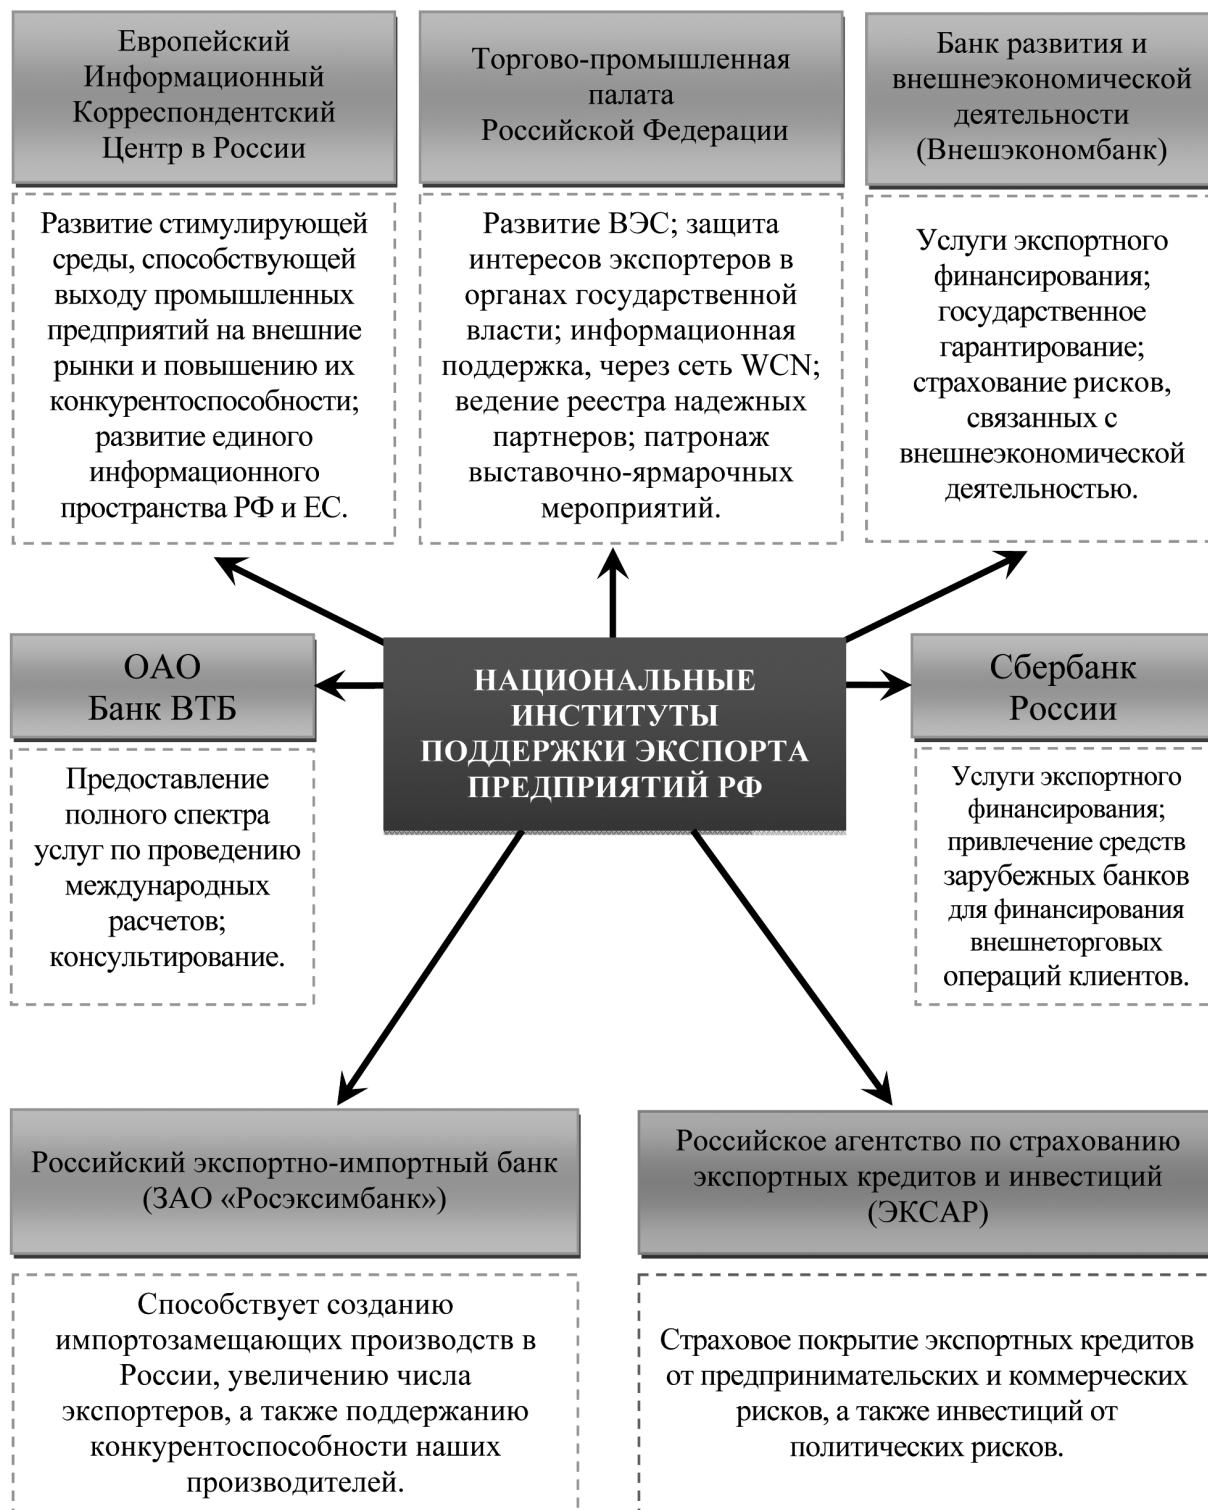 Европейский
Информационный
Корреспондентский
Центр в России
Развитие стимулирующей
среды, способствующей
выходу промышленных
предприятий на внешние
рынки и повышению их
конкурентоспособности;
развитие единого
информационного
пространства РФ и ЕС.
Торгово-промышленная
палата
Российской Федерации
Развитие ВЭС; защита
интересов экспортеров в
органах государственной
власти; информационная
поддержка, через сеть WCN;
ведение реестра надежных
партнеров; патронаж
выставочно-ярмарочных
мероприятий.
Банк развития и
внешнеэкономической
деятельности
(Внешэкономбанк)
Услуги экспортного
финансирования;
государственное
гарантирование;
страхование рисков,
связанных с
внешнеэкономической
деятельностью.
ОАО
Банк ВТБ
Предоставление
полного спектра
услуг по проведению
международных
расчетов;
консультирование.
НАЦИОНАЛЬНЫЕ
ИНСТИТУТЫ
ПОДДЕРЖКИ ЭКСПОРТА
ПРЕДПРИЯТИЙ РФ
Сбербанк
России
Услуги экспортного
финансирования;
привлечение средств
зарубежных банков
для финансирования
внешнеторговых
операций клиентов.
Российский экспортно-импортный банк
(ЗАО «Росэксимбанк»)
Способствует созданию
импортозамещающих производств в
России, увеличению числа
экспортеров, а также поддержанию
конкурентоспособности наших
производителей.
Российское агентство по страхованию
экспортных кредитов и инвестиций
(ЭКСАР)
Страховое покрытие экспортных кредитов
от предпринимательских и коммерческих
рисков, а также инвестиций от
политических рисков.